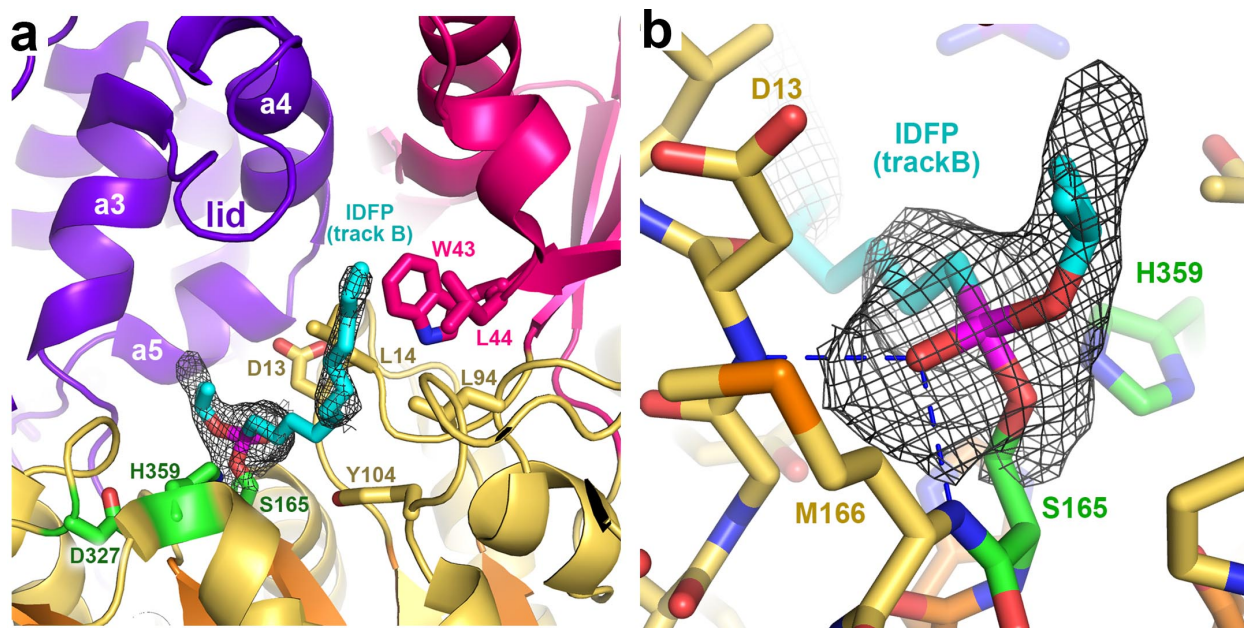 a
a4
a3
lid
IDFP
(track B)
W43
L44
a5
D13
L14
L94
H359
Y104
S165
D327
b
D13
IDFP
(trackB)
H359
M166
S165